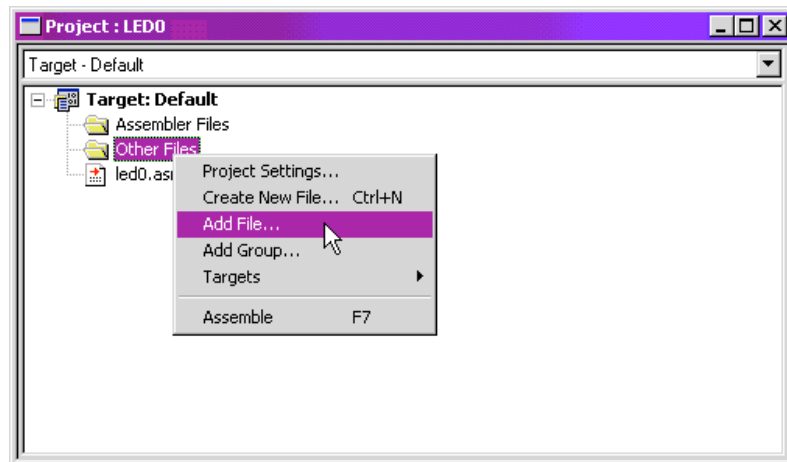 Project : LED0
Target - Default
Target: Default
Assembler Files
Other Files
led0.as
Project Settings...
Create New File... Ctrl+N
Add File...
Add Group...
Targets
Assemble F7